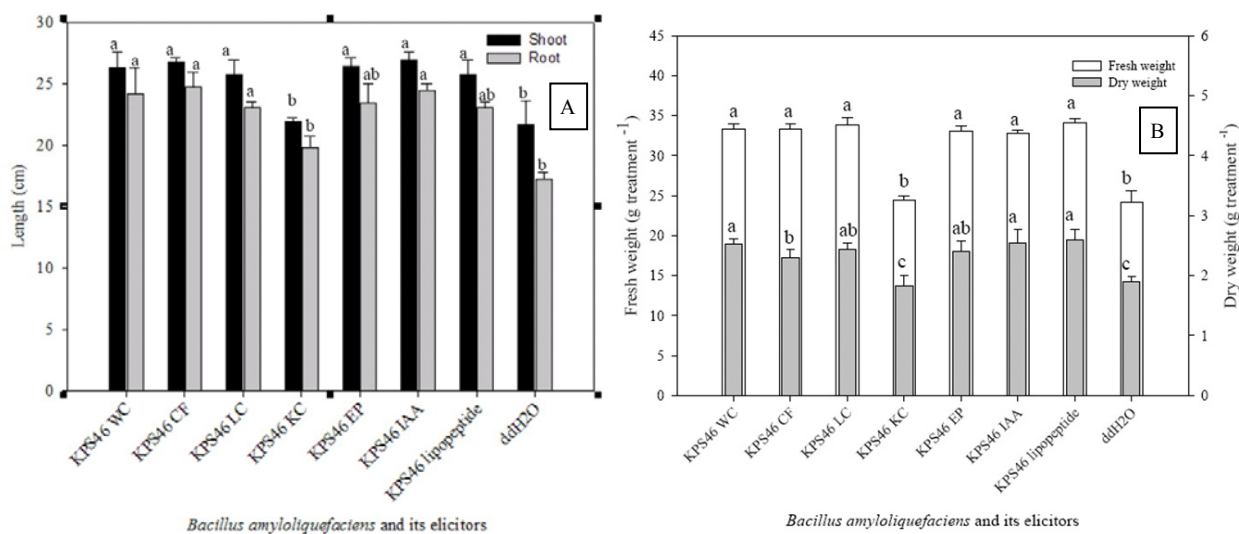 30
25
20
15
10
5
0
Length (cm)
Shoot
Root
A
a a a a a a b b a ab a a a ab b b
KPS46 WC
KPS46 CF
KPS46 LC
KPS46 KC
KPS46 EP
KPS46 IAA
KPS46 lipopeptide
ddH2O
Bacillus amyloliquefaciens and its elicitors
45
40
35
30
25
20
15
10
5
0
Fresh weight (g treatment -1)
Fresh weight
Dry weight
B
a a a b a a a b
a b ab c ab a a c
6
5
4
3
2
1
0
Dry weight (g treatment -1)
KPS46 WC
KPS46 CF
KPS46 LC
KPS46 KC
KPS46 EP
KPS46 IAA
KPS46 lipopeptide
ddH2O
Bacillus amyloliquefaciens and its elicitors